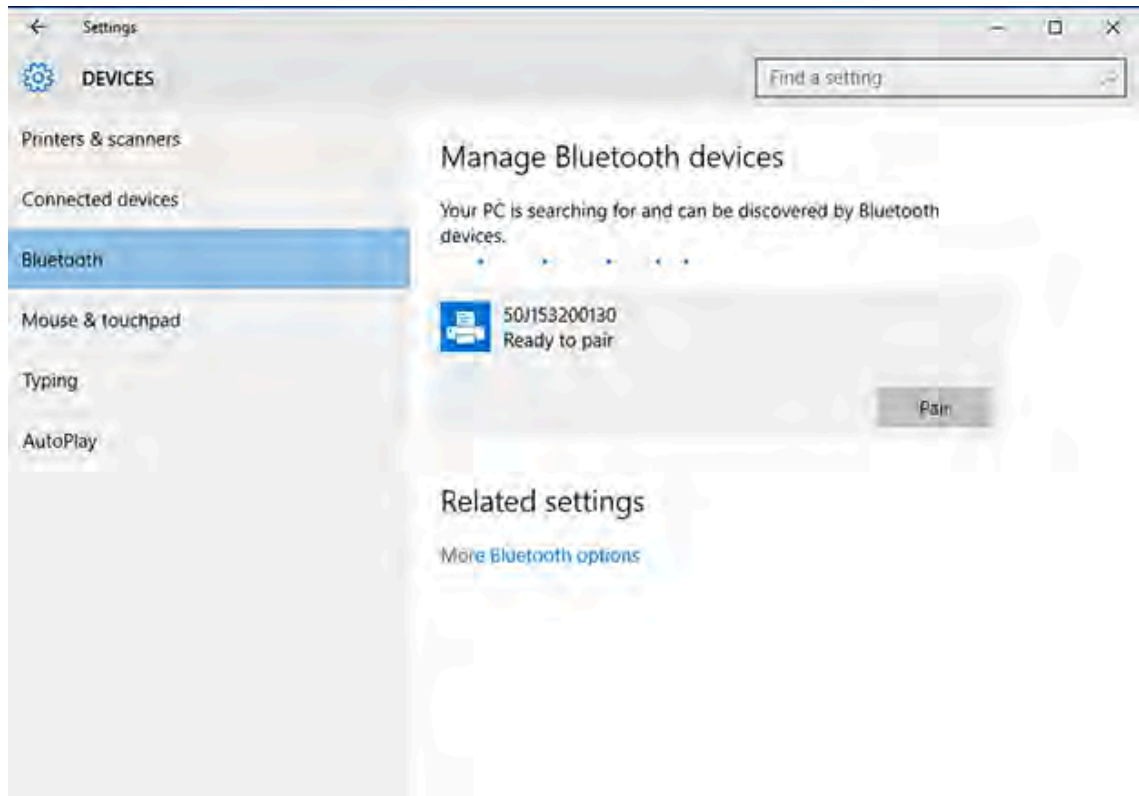 Settings
DEVICES
Find a setting
Printers & scanners
Connected devices
Bluetooth
Mouse & touchpad
Typing
AutoPlay
Manage Bluetooth devices
Your PC is searching for and can be discovered by Bluetooth
devices.
50J153200130
Ready to pair
Pair
Related settings
More Bluetooth options